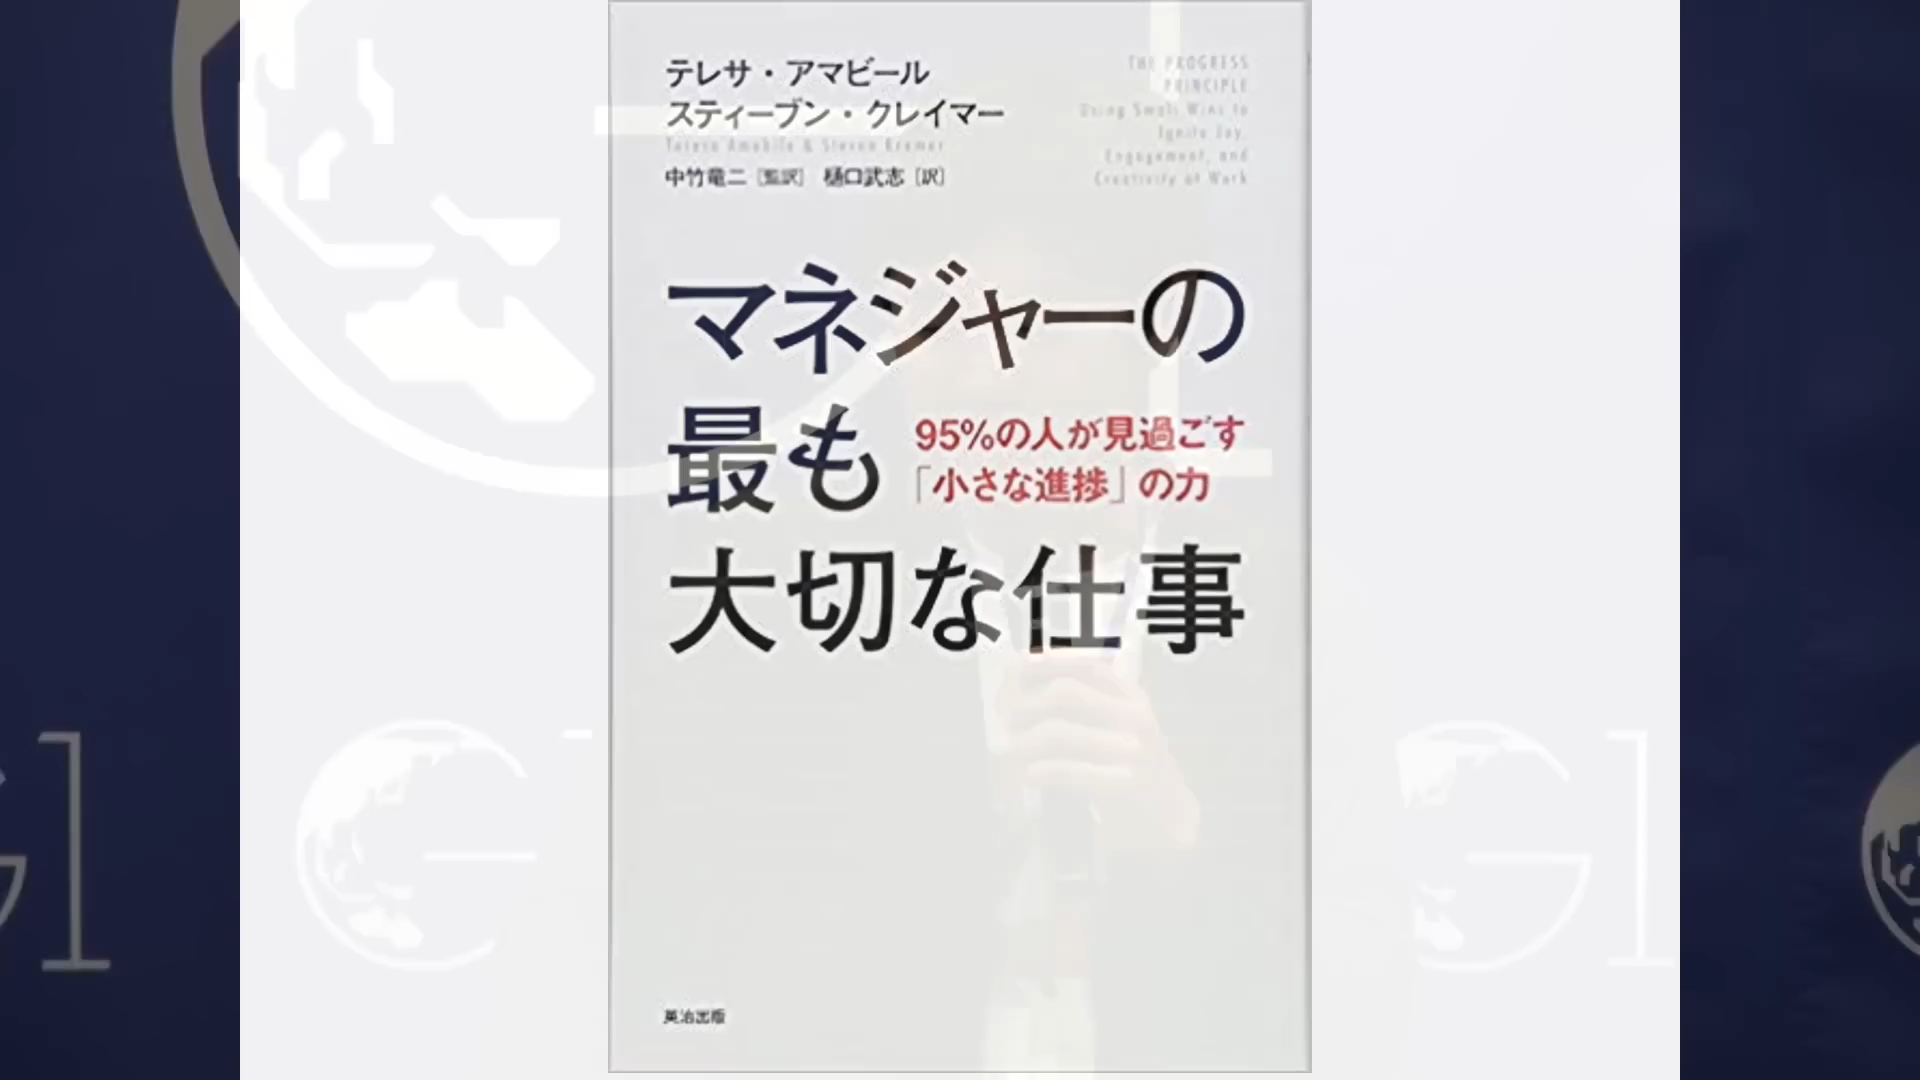 テレサ・アマビール
スティーブン・クレイマー
Teresa Amabile & Steven Kramer
中竹竜二［監訳］ 樋口武志［訳］
THE PROGRESS
PRINCIPLE
Using Small Wins to
Ignite Joy,
Engagement, and
Creativity at Work
マネジャーの
最も
95%の人が見過ごす
「小さな進捗」の力
大切な仕事
英治出版
G1
G1